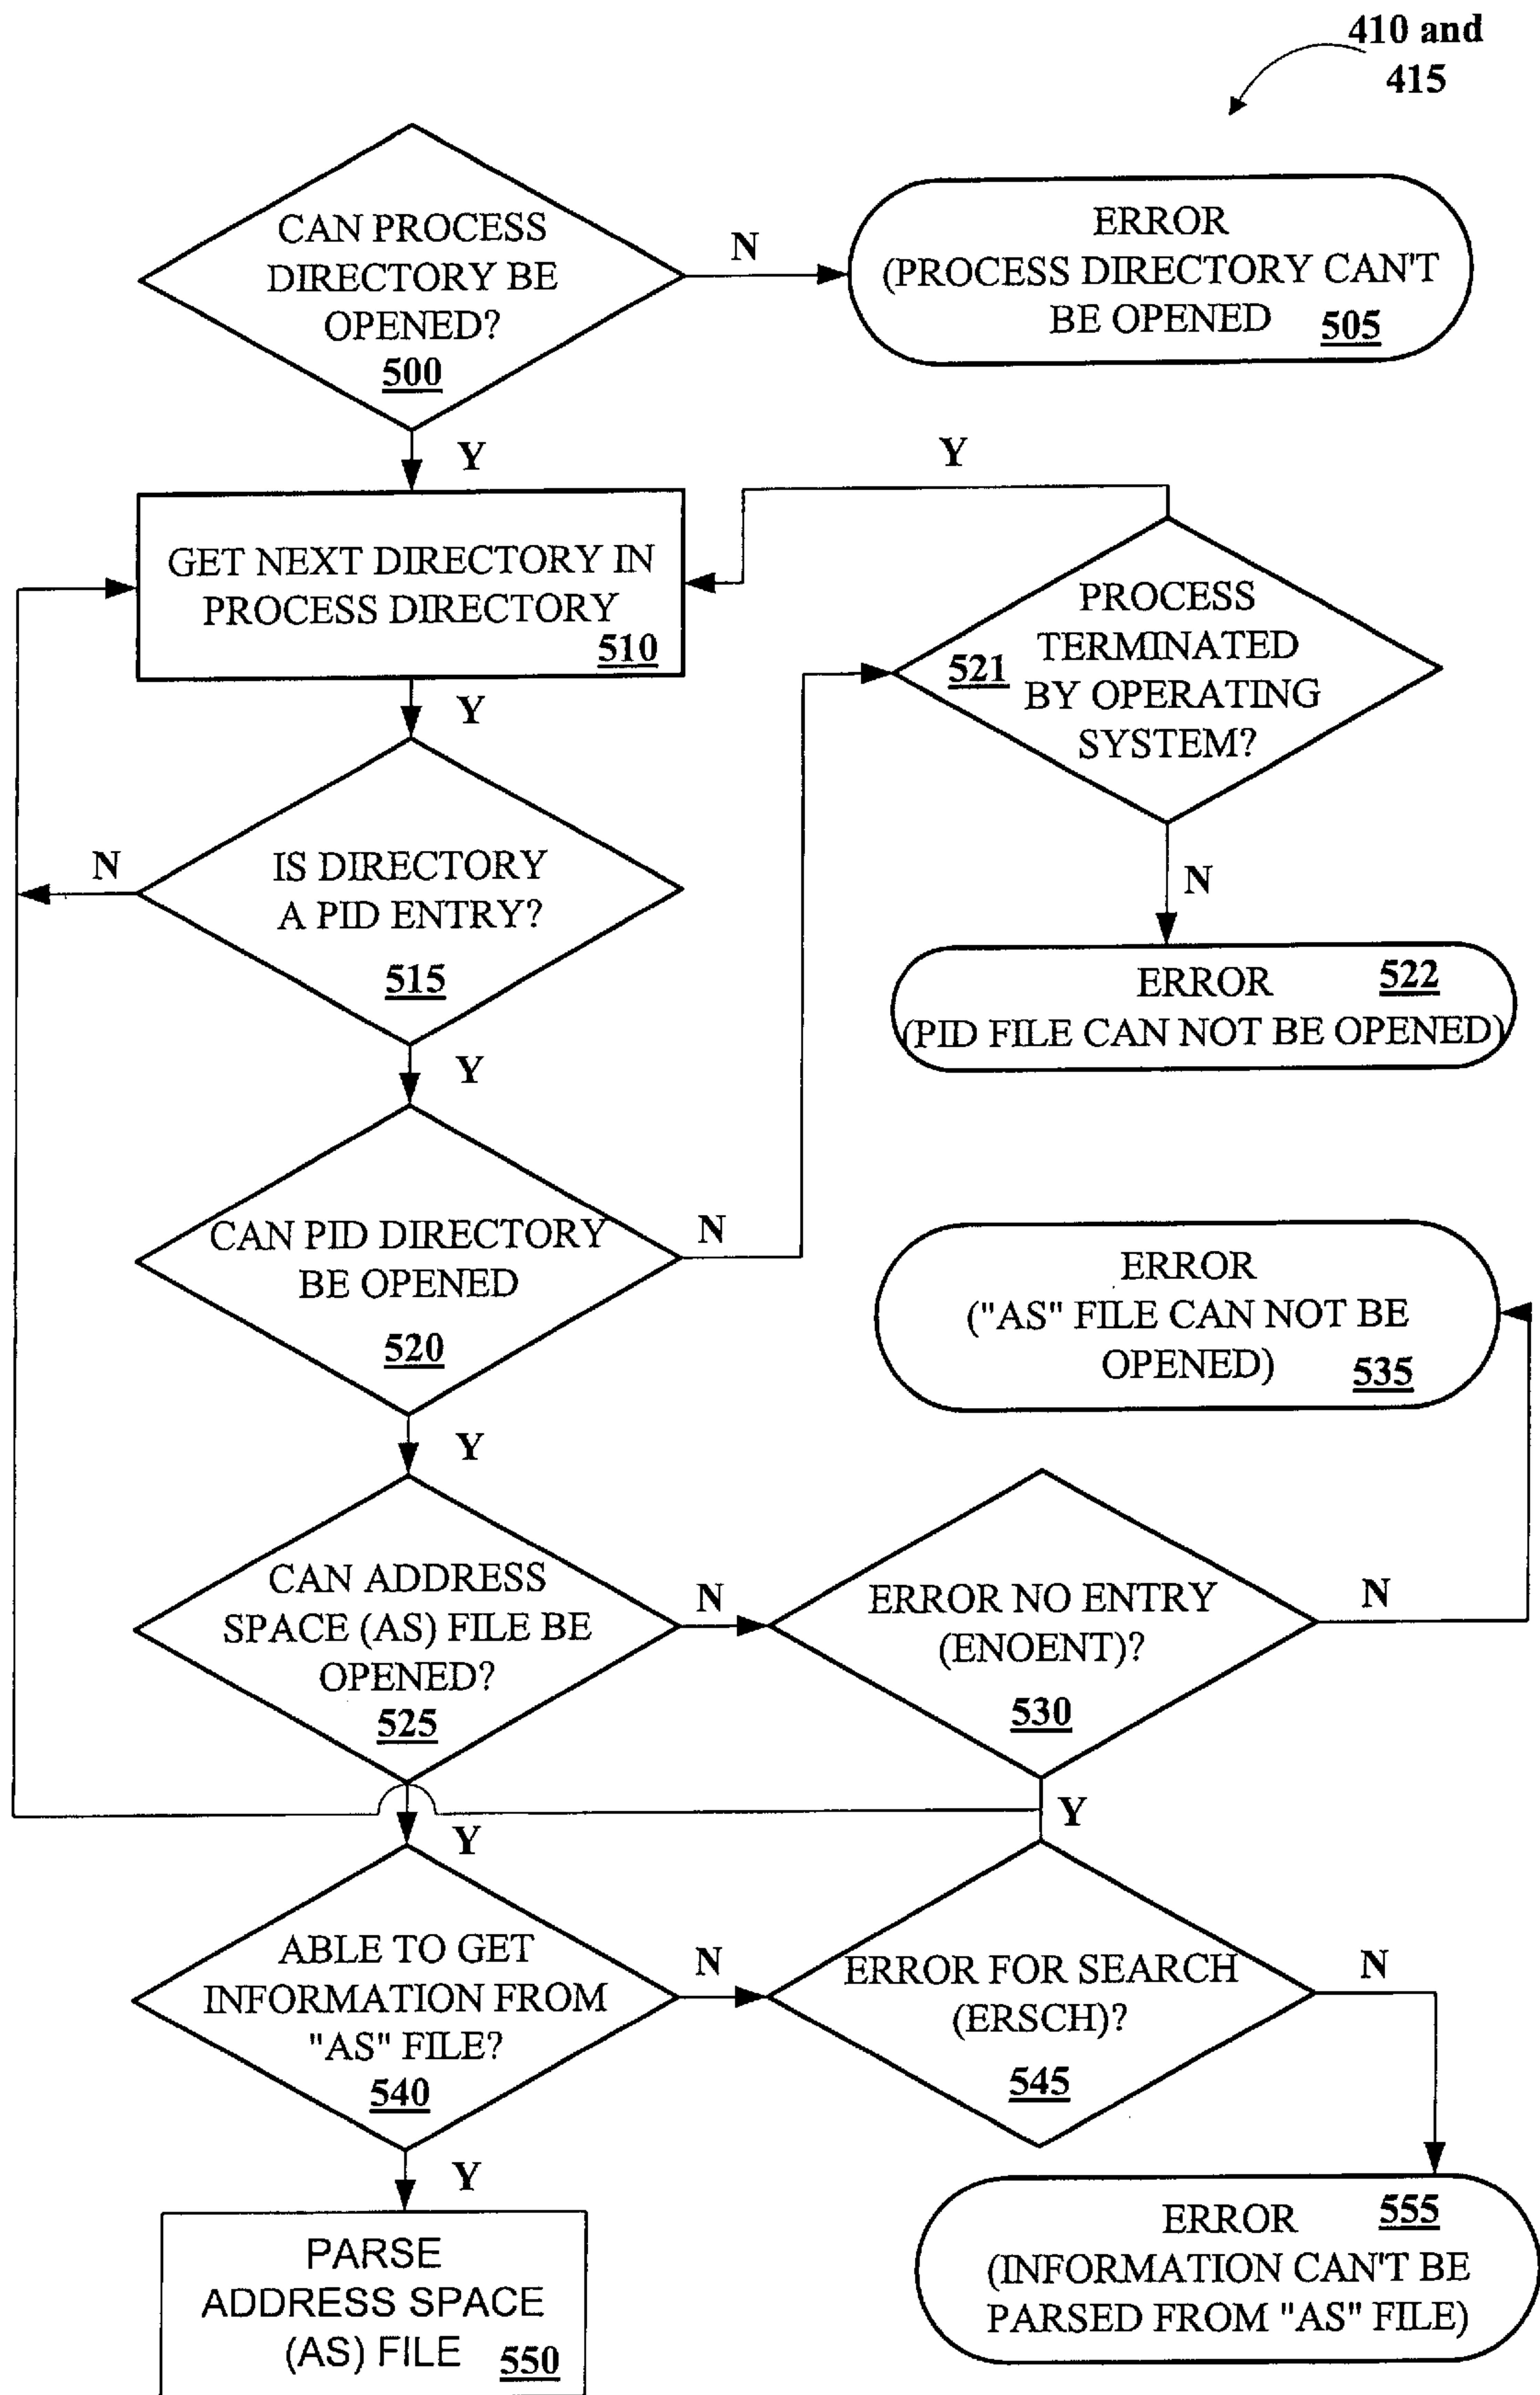 410 and
415
CAN PROCESS
DIRECTORY BE
OPENED?
500
N
ERROR
(PROCESS DIRECTORY CAN'T
BE OPENED 505
Y
Y
GET NEXT DIRECTORY IN
PROCESS DIRECTORY
510
PROCESS
521 TERMINATED
BY OPERATING
SYSTEM?
Y
N
IS DIRECTORY
A PID ENTRY?
515
N
ERROR 522
(PID FILE CAN NOT BE OPENED)
Y
CAN PID DIRECTORY
BE OPENED
520
N
ERROR
("AS" FILE CAN NOT BE
OPENED) 535
Y
CAN ADDRESS
SPACE (AS) FILE BE
OPENED?
525
N
ERROR NO ENTRY
(ENOENT)?
530
N
Y
Y
ABLE TO GET
INFORMATION FROM
"AS" FILE?
540
N
ERROR FOR SEARCH
(ERSCH)?
545
N
Y
PARSE
ADDRESS SPACE
(AS) FILE 550
ERROR 555
(INFORMATION CAN'T BE
PARSED FROM "AS" FILE)